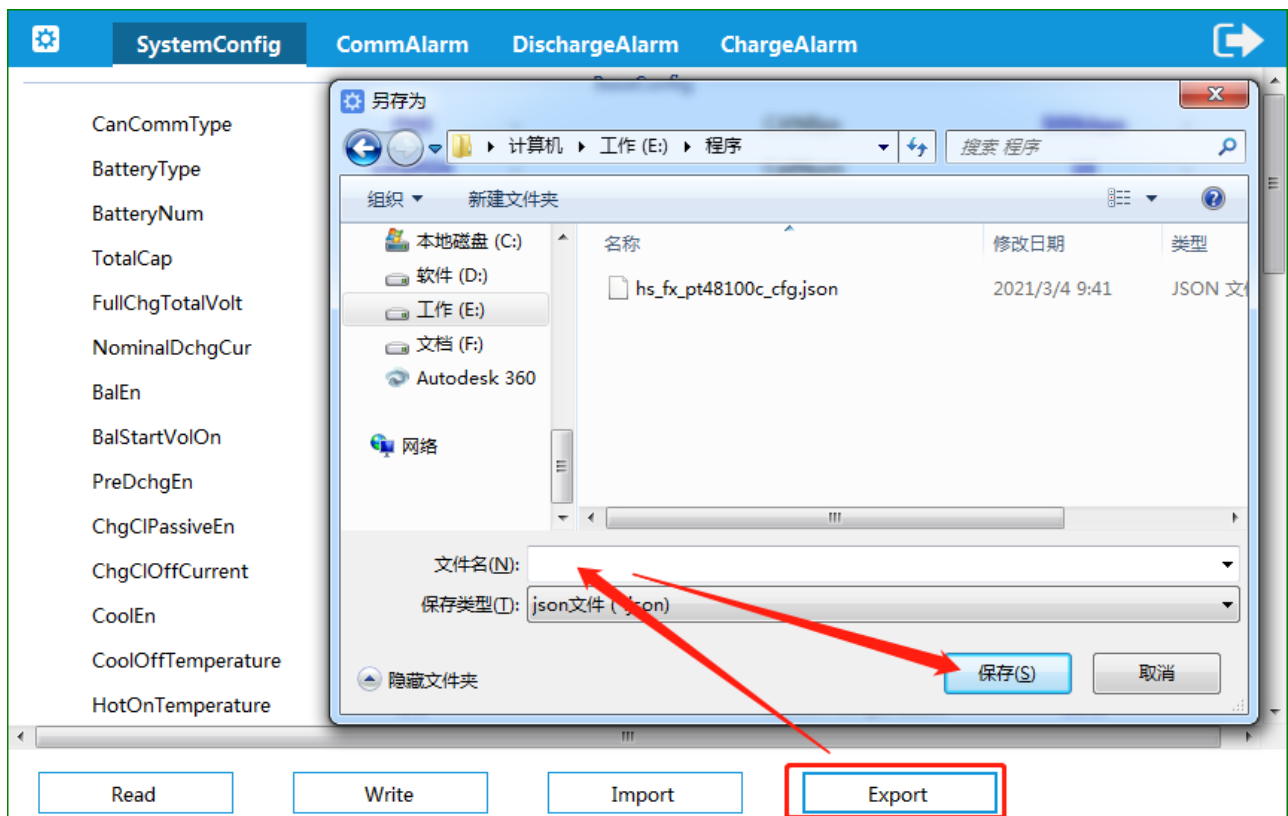 SystemConfig CommAlarm DischargeAlarm ChargeAlarm
另存为
计算机 工作 (E:) 程序 搜索 程序
组织 新建文件夹
本地磁盘 (C:)
软件 (D:)
工作 (E:)
文档 (F:)
Autodesk 360
网络
名称 修改日期 类型
hs_fx_pt48100c_cfg.json 2021/3/4 9:41 JSON
文件名(N):
保存类型(T): json文件
隐藏文件夹 保存(S) 取消
CanCommType
BatteryType
BatteryNum
TotalCap
FullChgTotalVolt
NominalDchgCur
BalEn
BalStartVolOn
PreDchgEn
ChgClPassiveEn
ChgClOffCurrent
CoolEn
CoolOffTemperature
HotOnTemperature
Read Write Import Export